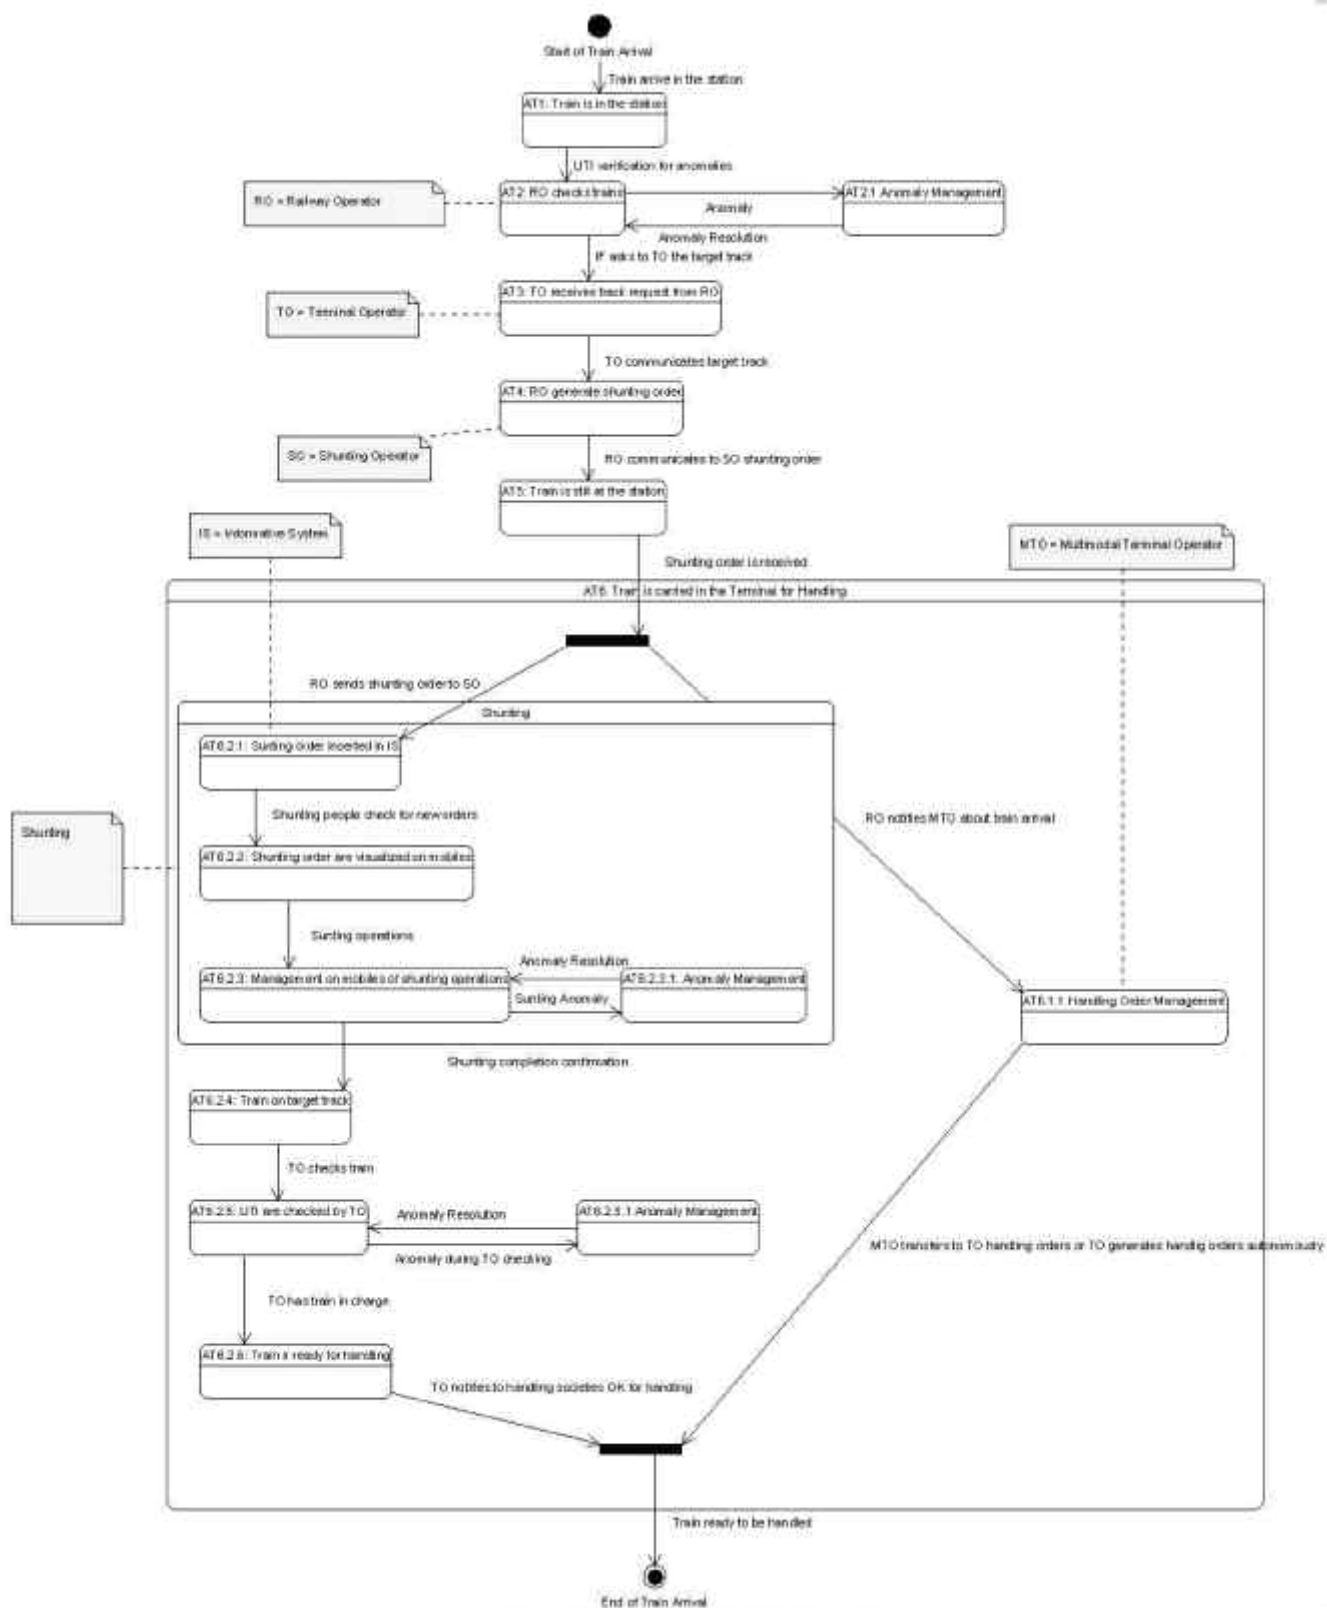 Start of Train Arrival
Train arrive in the station
AT1: Train is in the station
UTI verification for anomalies
RO = Railway Operator
AT2: RO checks trains
AT2.1 Anomaly Management
Anomaly
Anomaly Resolution
IF asks to TO the target track
TO = Terminal Operator
AT3: TO receives track request from RO
TO communicates target track
AT4: RO generate shunting order
SO = Shunting Operator
RO communicates to SO shunting order
AT5: Train is still at the station
IS = Informative System
MTO = Multimodal Terminal Operator
Shunting order is received
AT6: Train is carried in the Terminal for Handling
RO sends shunting order to SO
Shunting
AT6.2.1: Sunting order inserted in IS
Shunting people check for new orders
RO notifies MTO about train arrival
Shunting
AT6.2.2: Shunting order are visualized on mobiles
Sunting operations
AT6.2.3: Management on mobiles of shunting operations
Anomaly Resolution
Sunting Anomaly
AT6.2.3.1. Anomaly Management
AT6.1.1 Handling Order Management
Shunting completion confirmation
AT6.2.4: Train on target track
TO checks train
AT6.2.5: UTI are checked by TO
Anomaly Resolution
Anomaly during TO checking
AT6.2.5.1 Anomaly Management
MTO transfers to TO handling orders or TO generates handlig orders autonomously
TO has train in charge
AT6.2.6: Train is ready for handling
TO notifies to handling societies OK for handling
Train ready to be handled
End of Train Arrival